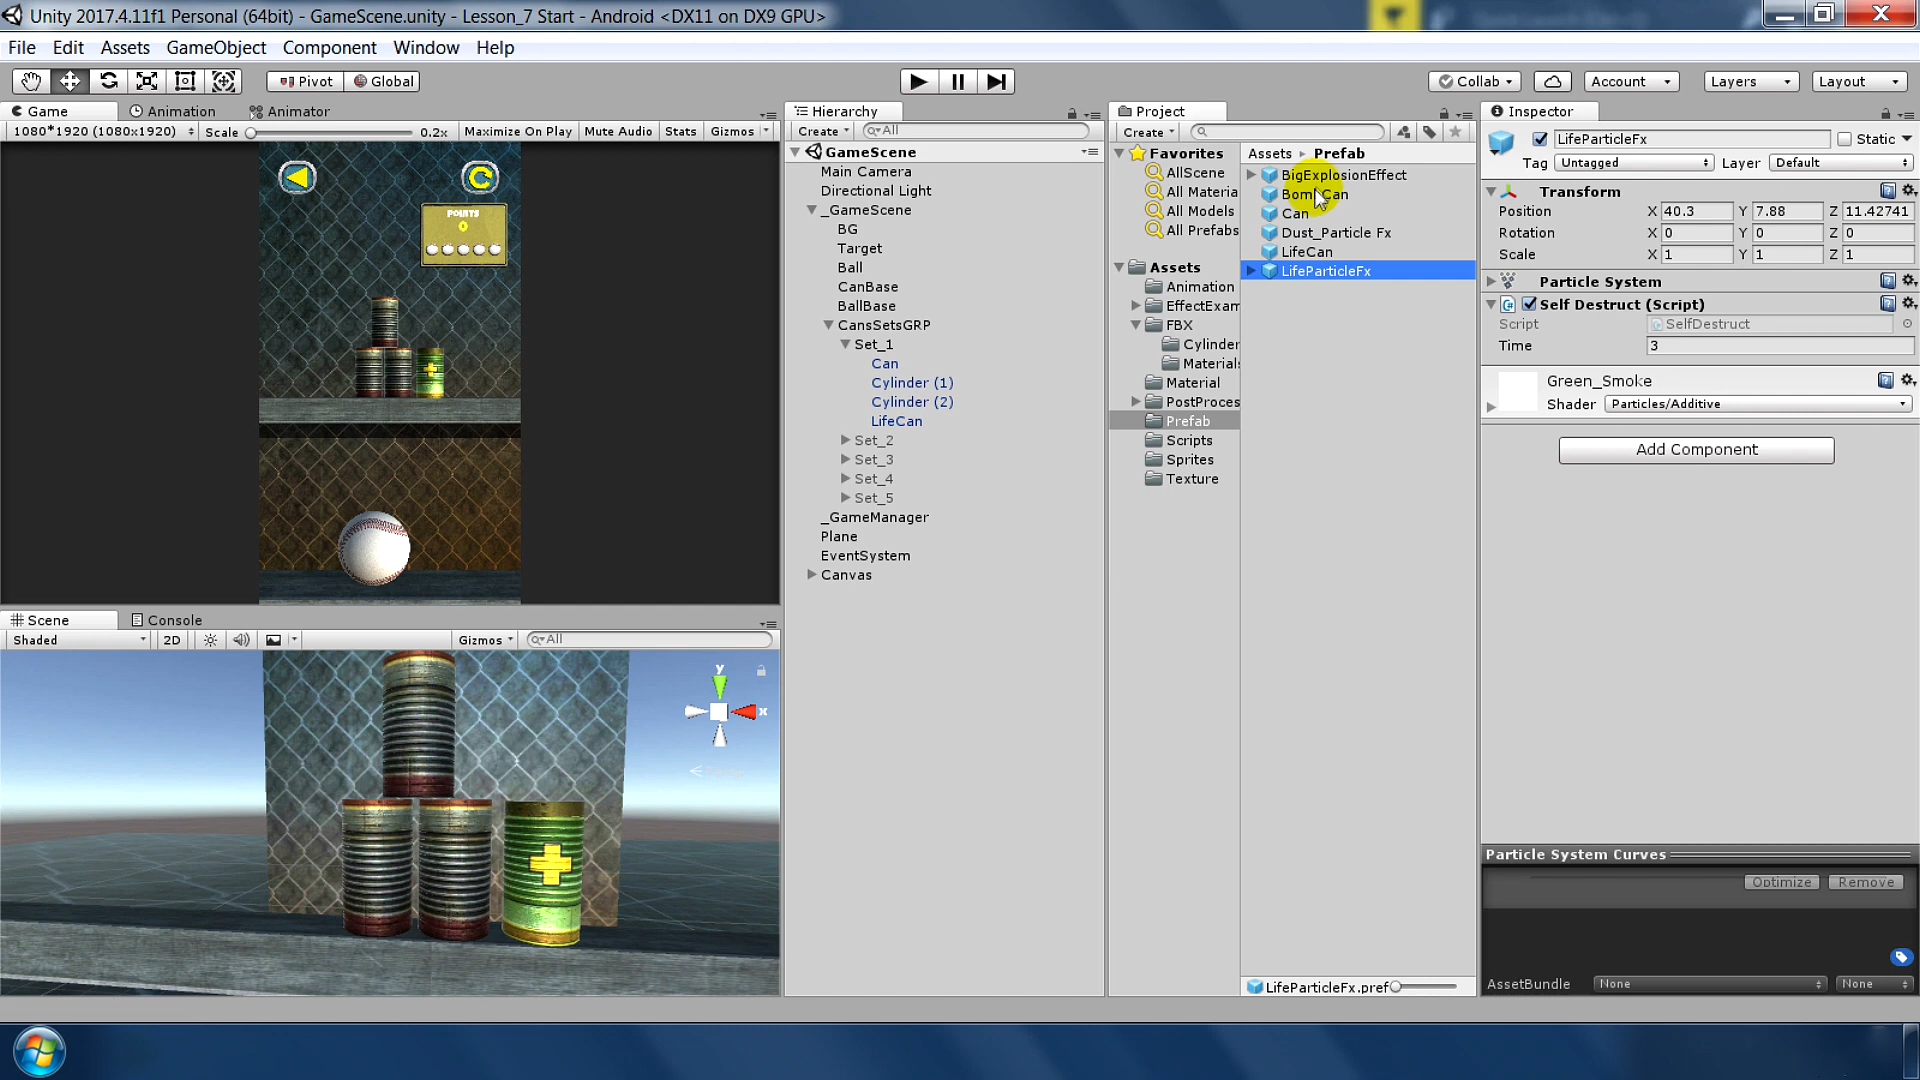 Unity 2017.4.11f1 Personal (64bit) - GameScene.unity - Lesson_7 Start - Android <DX11 on DX9 GPU>
File Edit Assets GameObject Component Window Help
Pivot Global Collab Account Layers Layout
Game Animation Animator
1080*1920 (1080x1920) Scale 0.2x Maximize On Play Mute Audio Stats Gizmos
POINTS
Scene Console
Shaded 2D Gizmos All
y
x
Hierarchy
Create All
GameScene
Main Camera
Directional Light
_GameScene
BG
Target
Ball
CanBase
BallBase
CansSetsGRP
Set_1
Can
Cylinder (1)
Cylinder (2)
LifeCan
Set_2
Set_3
Set_4
Set_5
_GameManager
Plane
EventSystem
Canvas
Project
Create
Favorites
AllScene
All Materia
All Models
All Prefabs
Assets
Animation
EffectExam
FBX
Cylinder
Materials
Material
PostProces
Prefab
Scripts
Sprites
Texture
Assets Prefab
BigExplosionEffect
Bom Can
Can
Dust_Particle Fx
LifeCan
LifeParticleFx
LifeParticleFx.pref
Inspector
LifeParticleFx Static
Tag Untagged Layer Default
Transform
Position X 40.3 Y 7.88 Z 11.42741
Rotation X 0 Y 0 Z 0
Scale X 1 Y 1 Z 1
Particle System
Self Destruct (Script)
Script SelfDestruct
Time 3
Green_Smoke
Shader Particles/Additive
Add Component
Particle System Curves
Optimize Remove
AssetBundle None None